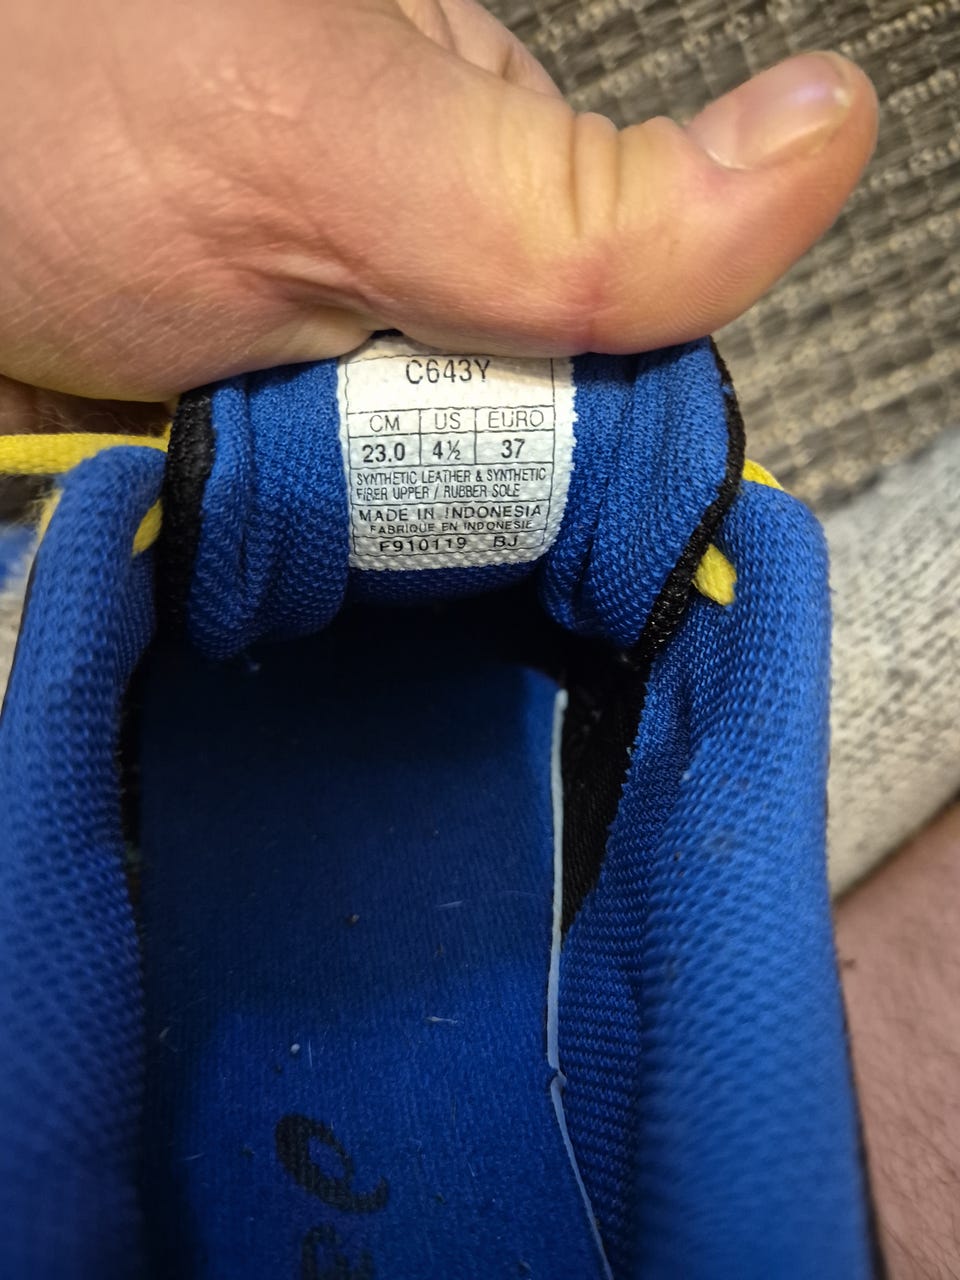 C643Y
CM US EURO
23.0 4½ 37
SYNTHETIC LEATHER & SYNTHETIC
FIBER UPPER / RUBBER SOLE
MADE IN INDONESIA
FABRIQUE EN INDONESIE
F910119 BJ